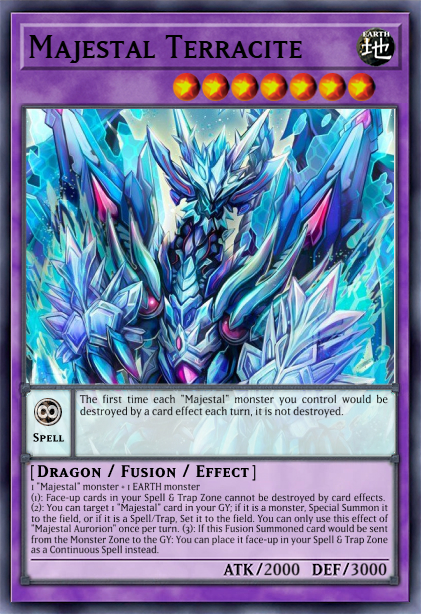 Majestal Terracite
EARTH
地
The first time each "Majestal" monster you control would be
destroyed by a card effect each turn, it is not destroyed.
Spell
[Dragon / Fusion / Effect]
1 "Majestal" monster + 1 EARTH monster
(1): Face-up cards in your Spell & Trap Zone cannot be destroyed by card effects.
(2): You can target 1 "Majestal" card in your GY; if it is a monster, Special Summon it
to the field, or if it is a Spell/Trap, Set it to the field. You can only use this effect of
"Majestal Aurorion" once per turn. (3): If this Fusion Summoned card would be sent
from the Monster Zone to the GY: You can place it face-up in your Spell & Trap Zone
as a Continuous Spell instead.
ATK/2000 DEF/3000